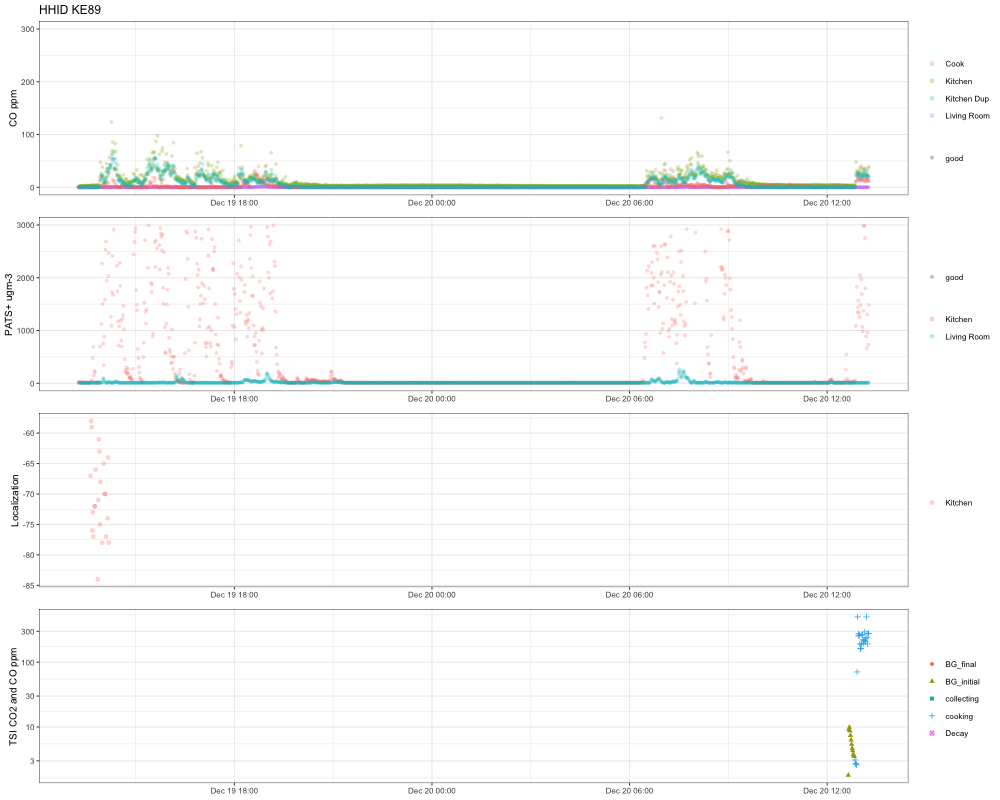 HHID KE89
CO ppm
300
200
100
0
Dec 19 18:00 Dec 20 00:00 Dec 20 06:00 Dec 20 12:00
Cook
Kitchen
Kitchen Dup
Living Room
good
PATS+ ugm-3
3000
2000
1000
0
Dec 19 18:00 Dec 20 00:00 Dec 20 06:00 Dec 20 12:00
good
Kitchen
Living Room
Localization
-60
-65
-70
-75
-80
-85
Dec 19 18:00 Dec 20 00:00 Dec 20 06:00 Dec 20 12:00
Kitchen
TSI CO2 and CO ppm
300
100
30
10
3
Dec 19 18:00 Dec 20 00:00 Dec 20 06:00 Dec 20 12:00
BG_final
BG_initial
collecting
cooking
Decay